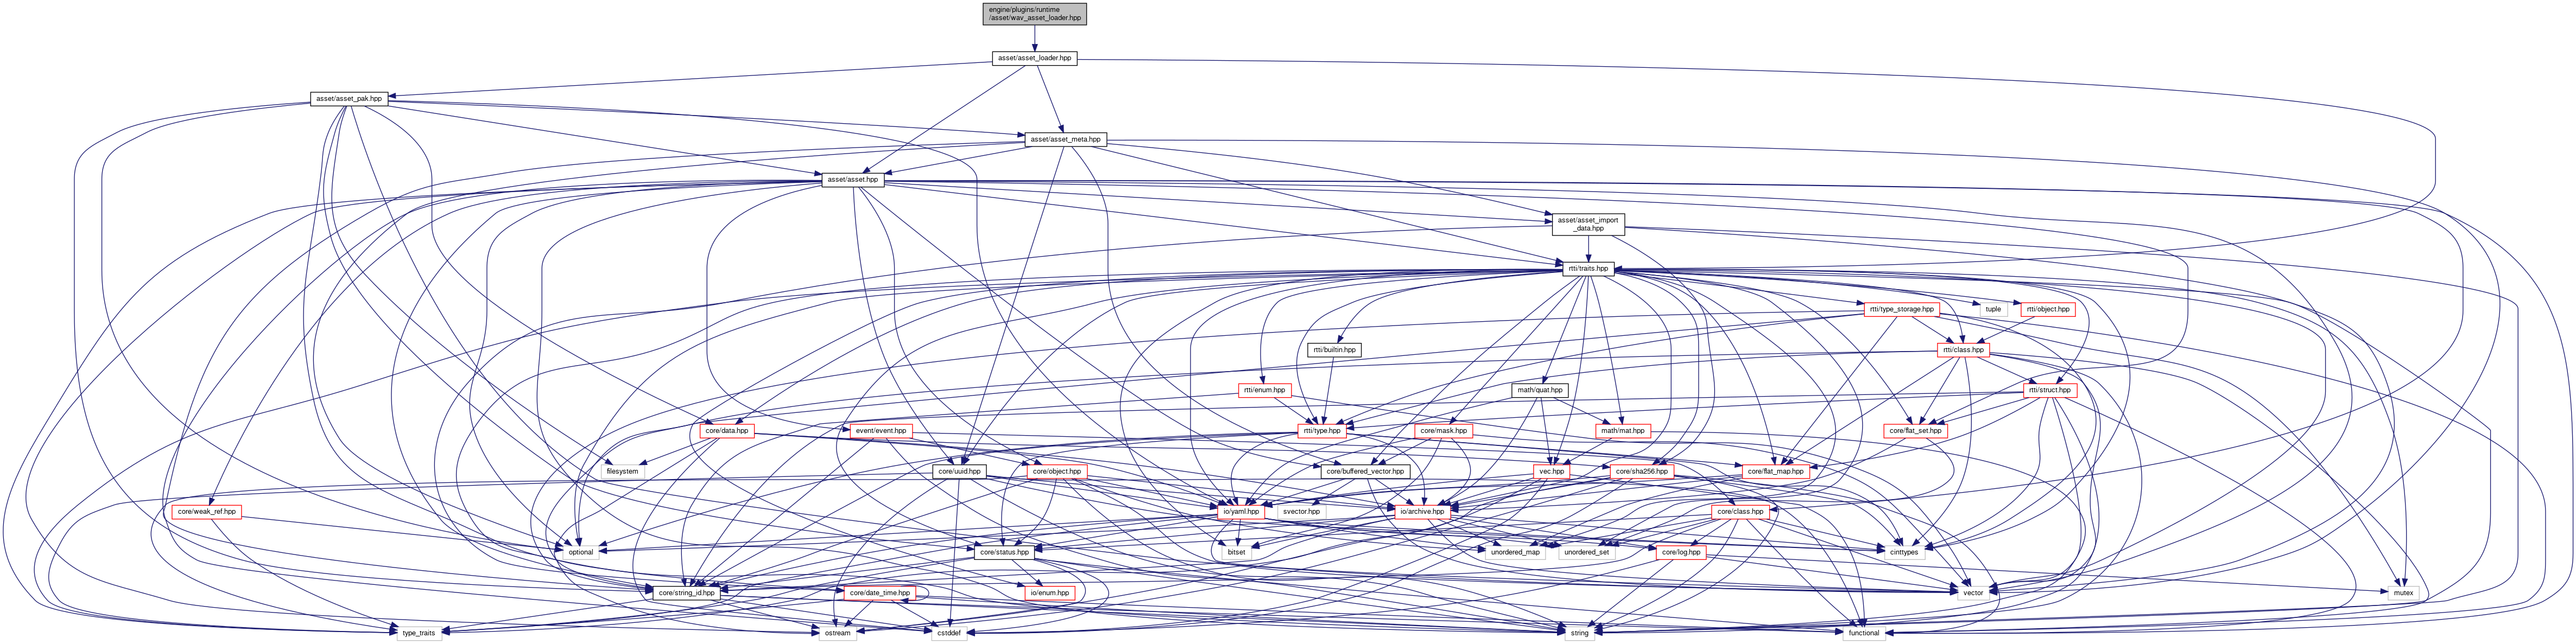 engine/plugins/runtime
/asset/wav_asset_loader.hpp
asset/asset_loader.hpp
asset/asset_pak.hpp
asset/asset_meta.hpp
asset/asset.hpp
asset/asset_import
_data.hpp
rtti/traits.hpp
rtti/type_storage.hpp
tuple
rtti/object.hpp
rtti/builtin.hpp
rtti/class.hpp
rtti/enum.hpp
math/quat.hpp
rtti/struct.hpp
core/data.hpp
event/event.hpp
rtti/type.hpp
core/mask.hpp
math/mat.hpp
core/flat_set.hpp
filesystem
core/uuid.hpp
core/object.hpp
core/buffered_vector.hpp
vec.hpp
core/sha256.hpp
core/flat_map.hpp
core/weak_ref.hpp
io/yaml.hpp
svector.hpp
io/archive.hpp
core/class.hpp
optional
core/status.hpp
bitset
unordered_map
unordered_set
core/log.hpp
cinttypes
core/string_id.hpp
core/date_time.hpp
io/enum.hpp
vector
mutex
type_traits
ostream
cstddef
string
functional